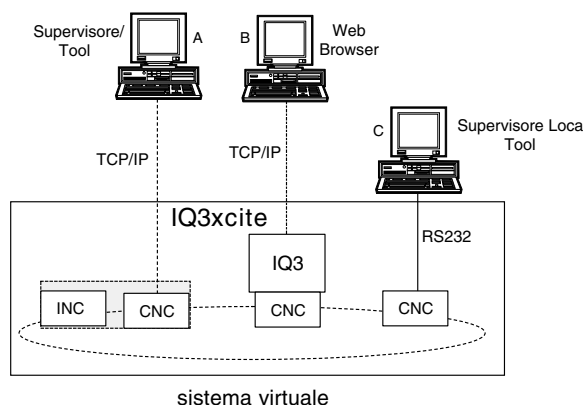 Supervisore/
Tool
A
B
Web
Browser
C
Supervisore Loca
Tool
TCP/IP
TCP/IP
RS232
IQ3xcite
IQ3
INC
CNC
CNC
CNC
sistema virtuale